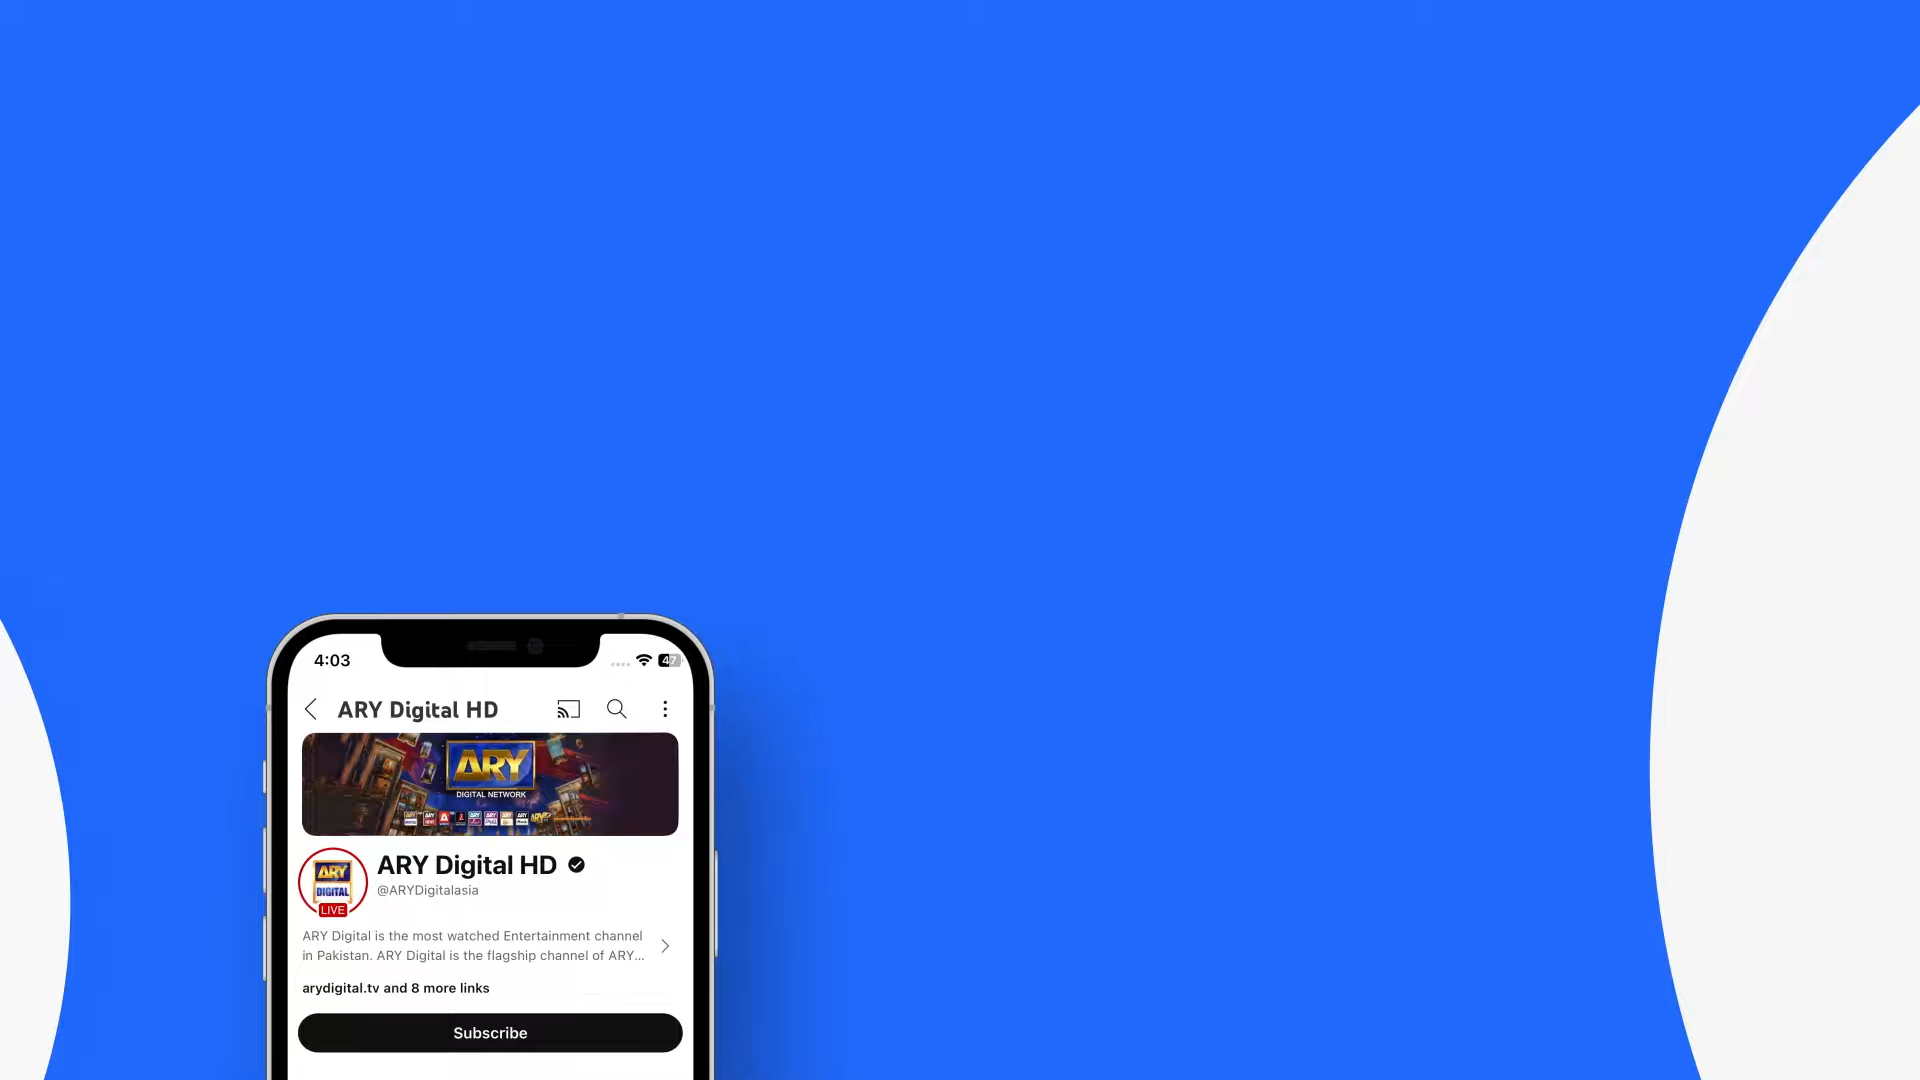 4:03
47
ARY Digital HD
ARY
DIGITAL NETWORK
ARY Digital HD
@ARYDigitalasia
ARY
DIGITAL
LIVE
ARY Digital is the most watched Entertainment channel
in Pakistan. ARY Digital is the flagship channel of ARY...
arydigital.tv and 8 more links
Subscribe